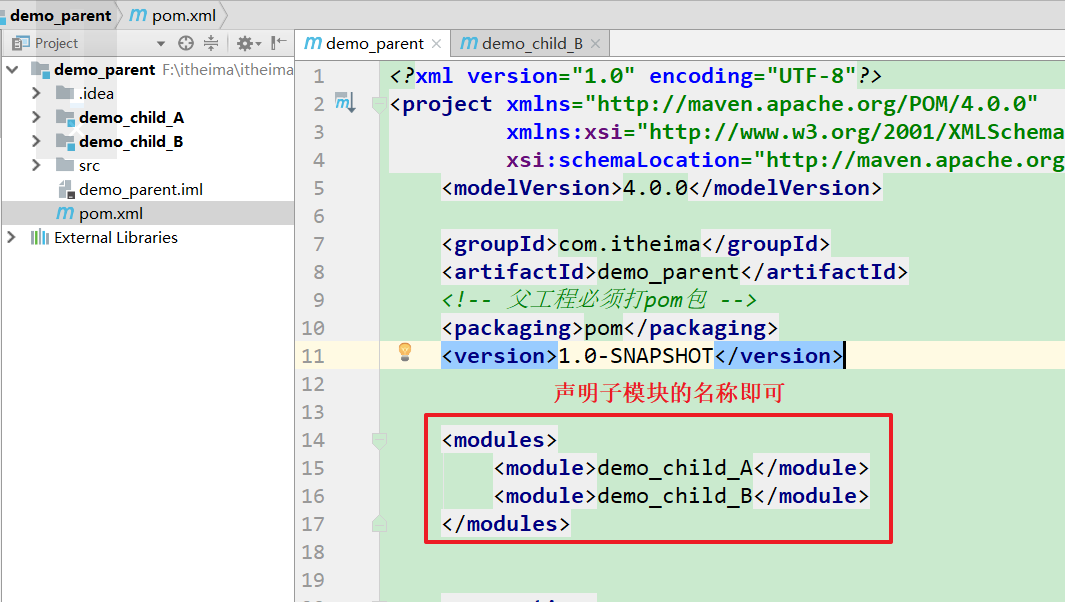 demo_parent pom.xml
Project
demo_parent F:\itheima\itheima
.idea
demo_child_A
demo_child_B
src
demo_parent.iml
pom.xml
External Libraries
demo_parent demo_child_B
1 <?xml version="1.0" encoding="UTF-8"?>
2 <project xmlns="http://maven.apache.org/POM/4.0.0"
3 xmlns:xsi="http://www.w3.org/2001/XMLSchema
4 xsi:schemaLocation="http://maven.apache.org
5 <modelVersion>4.0.0</modelVersion>
6
7 <groupId>com.itheima</groupId>
8 <artifactId>demo_parent</artifactId>
9 <!-- 父工程必须打pom包 -->
10 <packaging>pom</packaging>
11 <version>1.0-SNAPSHOT</version>
12
声明子模块的名称即可
13
14 <modules>
15 <module>demo_child_A</module>
16 <module>demo_child_B</module>
17 </modules>
18
19